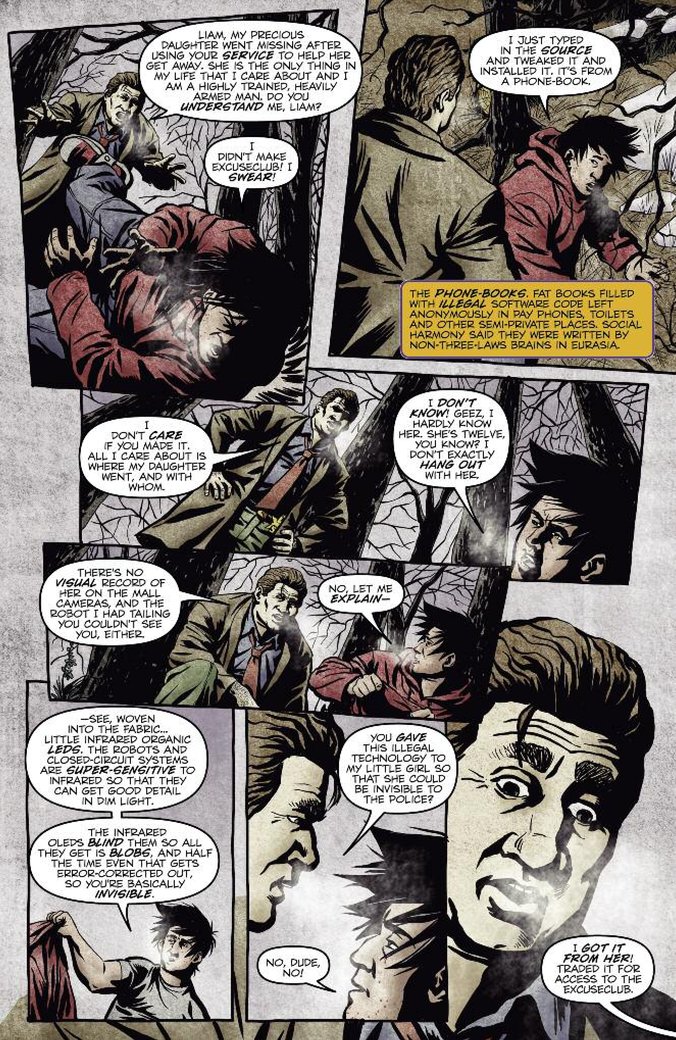 LIAM, MY PRECIOUS
DAUGHTER WENT MISSING AFTER
USING YOUR SERVICE TO HELP HER
GET AWAY. SHE IS THE ONLY THING IN
MY LIFE THAT I CARE ABOUT AND I
AM A HIGHLY TRAINED, HEAVILY
ARMED MAN. DO YOU
UNDERSTAND ME, LIAM?
I
DIDN'T MAKE
EXCUSECLUB! I
SWEAR!
I JUST TYPED
IN THE SOURCE
AND TWEAKED IT AND
INSTALLED IT. IT'S FROM
A PHONE-BOOK.
THE PHONE-BOOKS. FAT BOOKS FILLED
WITH ILLEGAL SOFTWARE CODE LEFT
ANONYMOUSLY IN PAY PHONES, TOILETS
AND OTHER SEMI-PRIVATE PLACES. SOCIAL
HARMONY SAID THEY WERE WRITTEN BY
NON-THREE-LAWS BRAINS IN EURASIA.
I
DON'T CARE
IF YOU MADE IT.
ALL I CARE ABOUT IS
WHERE MY DAUGHTER
WENT, AND WITH
WHOM.
I DON'T
KNOW! GEEZ, I
HARDLY KNOW
HER. SHE'S TWELVE,
YOU KNOW? I
DON'T EXACTLY
HANG OUT
WITH HER.
THERE'S NO
VISUAL RECORD OF
HER ON THE MALL
CAMERAS, AND THE
ROBOT I HAD TAILING
YOU COULDN'T SEE
YOU, EITHER.
NO, LET ME
EXPLAIN–
–SEE, WOVEN
INTO THE FABRIC...
LITTLE INFRARED ORGANIC
LEDS. THE ROBOTS AND
CLOSED-CIRCUIT SYSTEMS
ARE SUPER-SENSITIVE TO
INFRARED SO THAT THEY
CAN GET GOOD DETAIL
IN DIM LIGHT.
THE INFRARED
OLEDS BLIND THEM SO ALL
THEY GET IS BLOBS, AND HALF
THE TIME EVEN THAT GETS
ERROR-CORRECTED OUT,
SO YOU'RE BASICALLY
INVISIBLE.
YOU GAVE
THIS ILLEGAL
TECHNOLOGY TO
MY LITTLE GIRL SO
THAT SHE COULD
BE INVISIBLE TO
THE POLICE?
NO, DUDE,
NO!
I GOT IT
FROM HER!
TRADED IT FOR
ACCESS TO THE
EXCUSECLUB.